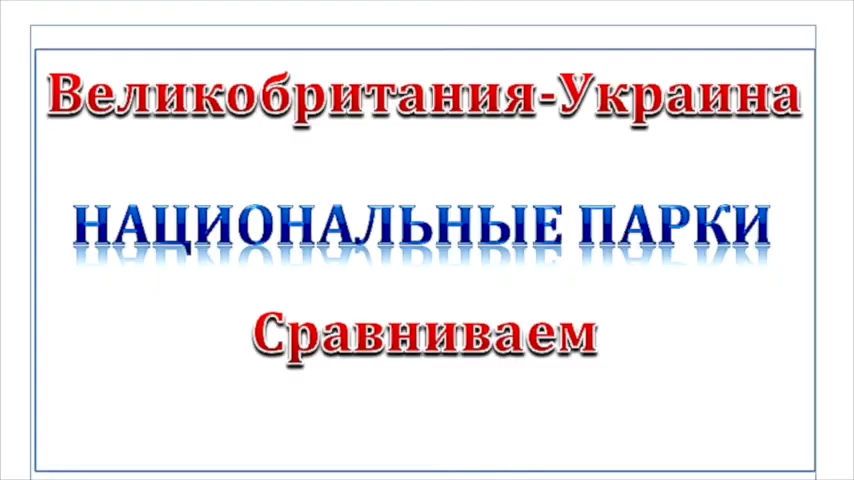 Великобритания-Украина
НАЦИОНАЛЬНЫЕ ПАРКИ
Сравниваем